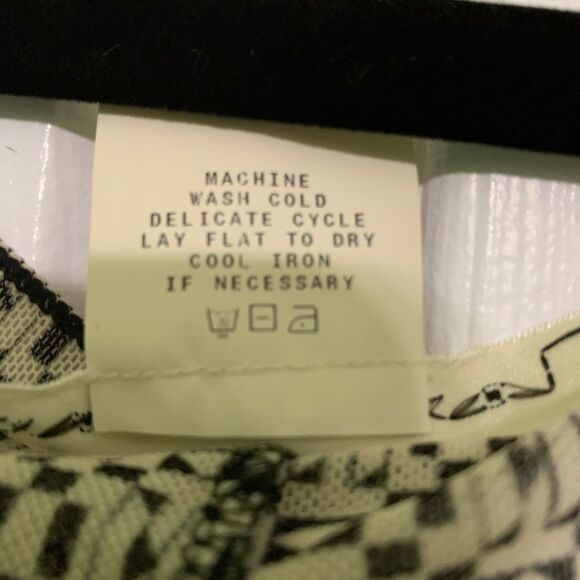 MACHINE
WASH COLD
DELICATE CYCLE
LAY FLAT TO DRY
COOL IRON
IF NECESSARY